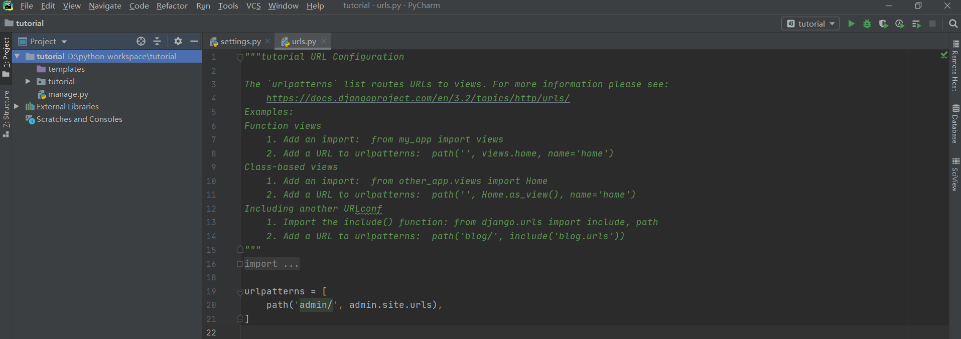 File Edit View Navigate Code Refactor Run Tools VCS Window Help tutorial - urls.py - PyCharm
tutorial
tutorial
Project
settings.py
urls.py
1: Project
Z: Structure
tutorial D:\python-workspace\tutorial
templates
tutorial
manage.py
External Libraries
Scratches and Consoles
1 """tutorial URL Configuration
2
3 The `urlpatterns` list routes URLs to views. For more information please see:
4 https://docs.djangoproject.com/en/3.2/topics/http/urls/
5 Examples:
6 Function views
7 1. Add an import:  from my_app import views
8 2. Add a URL to urlpatterns:  path('', views.home, name='home')
9 Class-based views
10 1. Add an import:  from other_app.views import Home
11 2. Add a URL to urlpatterns:  path('', Home.as_view(), name='home')
12 Including another URLconf
13 1. Import the include() function: from django.urls import include, path
14 2. Add a URL to urlpatterns:  path('blog/', include('blog.urls'))
15 """
16 import ...
18
19 urlpatterns = [
20 path('admin/', admin.site.urls),
21 ]
22
Remote Host
Database
SciView